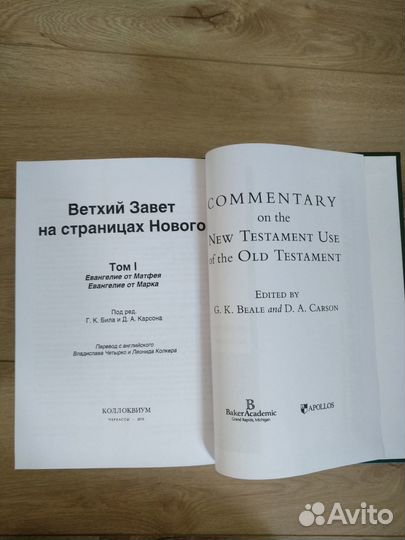 Ветхий Завет
на страницах Нового
Том I
Евангелие от Матфея
Евангелие от Марка
Под ред.
Г. К. Била и Д. А. Карсона
Перевод с английского
Владислава Четырко и Леонида Колкера
КОЛЛОКВИУМ
COMMENTARY
on the
NEW TESTAMENT USE
of the OLD TESTAMENT
EDITED BY
G. K. BEALE and D. A. CARSON
B
BakerAcademic
Grand Rapids, Michigan
APOLLOS
Avito